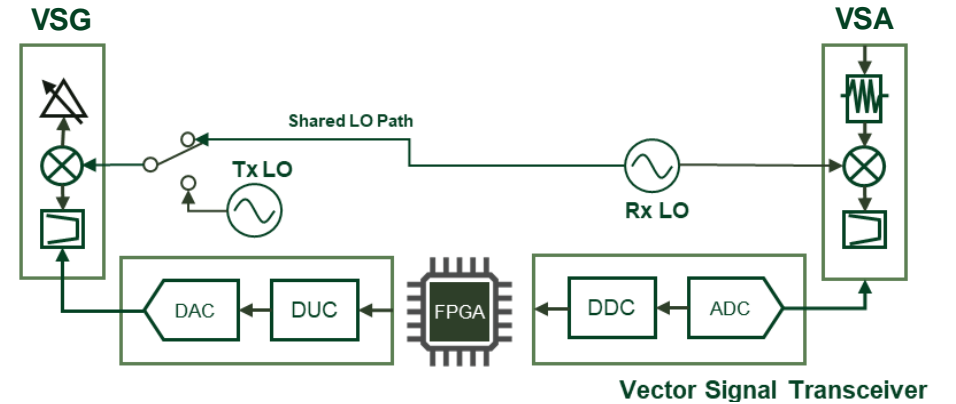 VSG
VSA
Shared LO Path
Tx LO
Rx LO
DAC
DUC
FPGA
DDC
ADC
Vector Signal Transceiver